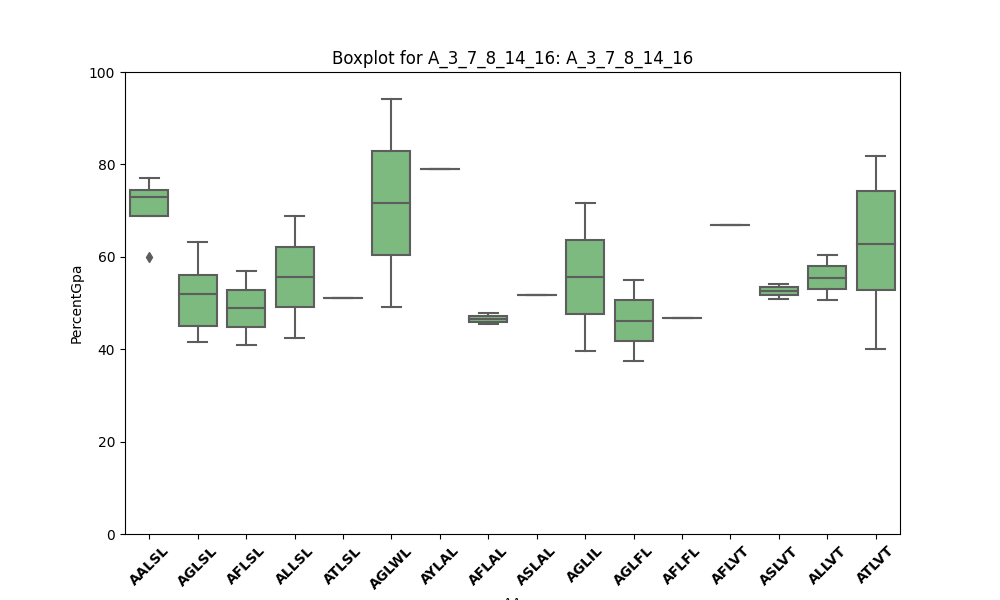 Boxplot for A_3_7_8_14_16: A_3_7_8_14_16
100
80
60
40
20
0
PercentGpa
AALSL
AGLSL
AFLSL
ALLSL
ATLSL
AGLWL
AYLAL
AFLAL
ASLAL
AGLIL
AGLFL
AFLFL
AFLVT
ASLVT
ALLVT
ATLVT